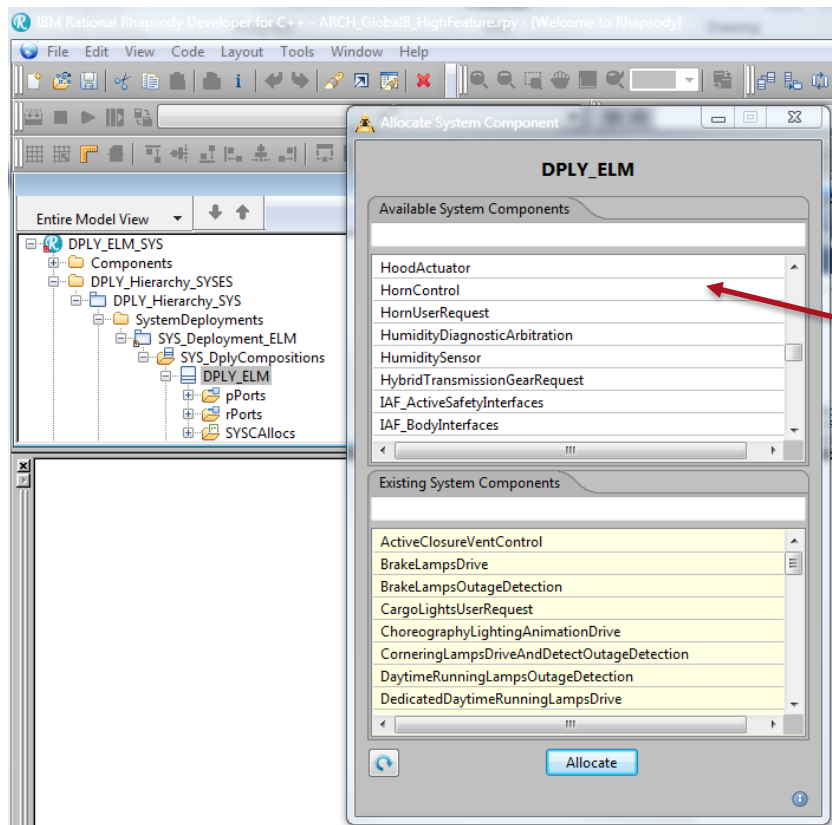 IBM Rational Rhapsody Developer for C++ - ARCH_GlobalB_HighFeature.rpy - [Welcome to Rhapsody]
File Edit View Code Layout Tools Window Help
Allocate System Component
DPLY_ELM
Available System Components
HoodActuator
HornControl
HornUserRequest
HumidityDiagnosticArbitration
HumiditySensor
HybridTransmissionGearRequest
IAF_ActiveSafetyInterfaces
IAF_BodyInterfaces
Existing System Components
ActiveClosureVentControl
BrakeLampsDrive
BrakeLampsOutageDetection
CargoLightsUserRequest
ChoreographyLightingAnimationDrive
CorneringLampsDriveAndDetectOutageDetection
DaytimeRunningLampsOutageDetection
DedicatedDaytimeRunningLampsDrive
Allocate
Entire Model View
DPLY_ELM_SYS
Components
DPLY_Hierarchy_SYSES
DPLY_Hierarchy_SYS
SystemDeployments
SYS_Deployment_ELM
SYS_DplyCompositions
DPLY_ELM
pPorts
rPorts
SYSCAllocs